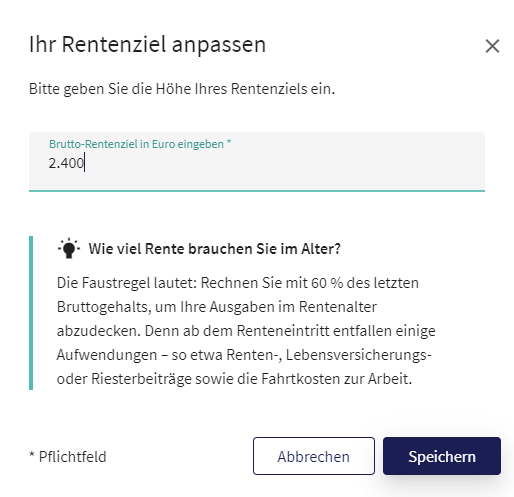 Ihr Rentenziel anpassen
Bitte geben Sie die Höhe Ihres Rentenziels ein.
Brutto-Rentenziel in Euro eingeben *
2.400
Wie viel Rente brauchen Sie im Alter?
Die Faustregel lautet: Rechnen Sie mit 60 % des letzten
Bruttogehalts, um Ihre Ausgaben im Rentenalter
abzudecken. Denn ab dem Renteneintritt entfallen einige
Aufwendungen – so etwa Renten-, Lebensversicherungs-
oder Riesterbeiträge sowie die Fahrtkosten zur Arbeit.
* Pflichtfeld
Abbrechen
Speichern